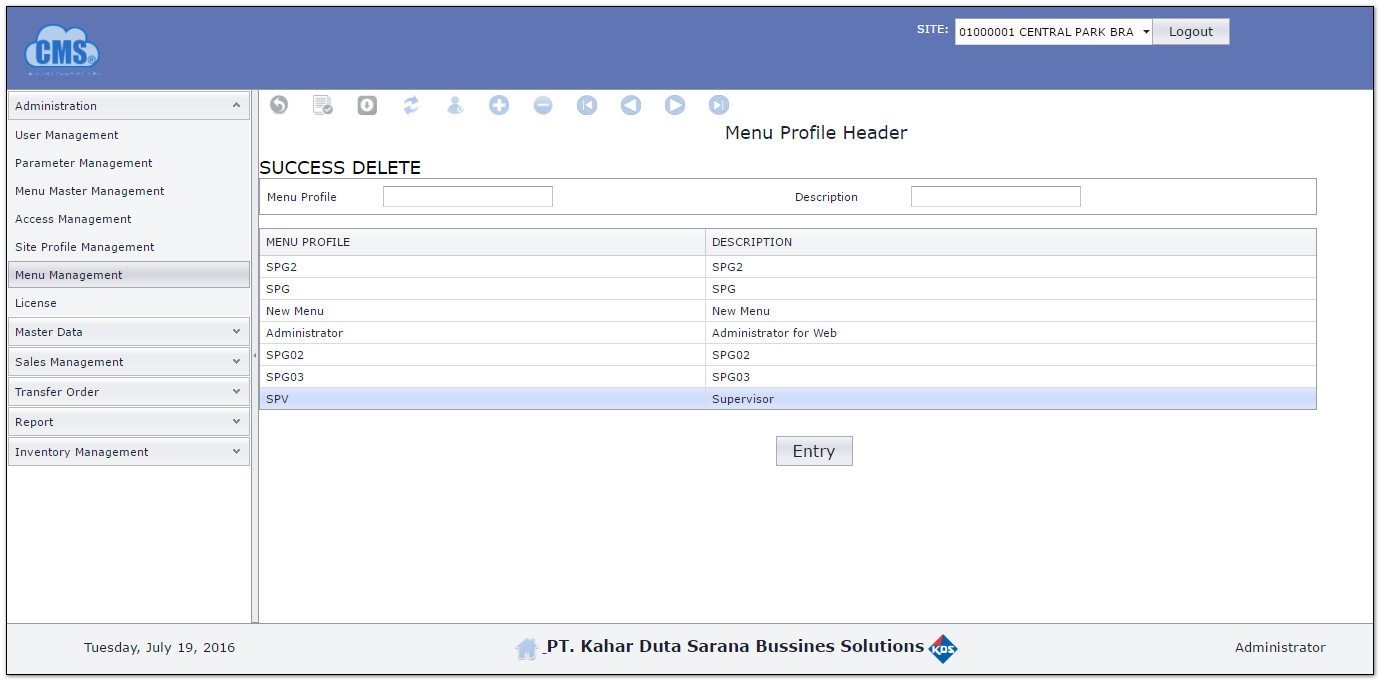 SITE: 01000001 CENTRAL PARK BRA Logout
CMS®
Administration
User Management
Parameter Management
Menu Master Management
Access Management
Site Profile Management
Menu Management
License
Master Data
Sales Management
Transfer Order
Report
Inventory Management
Menu Profile Header
SUCCESS DELETE
Menu Profile Description
MENU PROFILE DESCRIPTION
SPG2 SPG2
SPG SPG
New Menu New Menu
Administrator Administrator for Web
SPG02 SPG02
SPG03 SPG03
SPV Supervisor
Entry
Tuesday, July 19, 2016 PT. Kahar Duta Sarana Bussines Solutions KDS Administrator